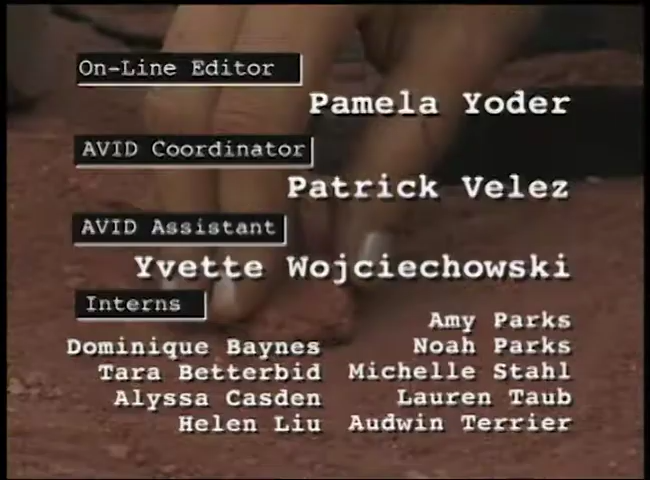 On-Line Editor
Pamela Yoder
AVID Coordinator
Patrick Velez
AVID Assistant
Yvette Wojciechowski
Interns
Amy Parks
Dominique Baynes Noah Parks
Tara Betterbid Michelle Stahl
Alyssa Casden Lauren Taub
Helen Liu Audwin Terrier